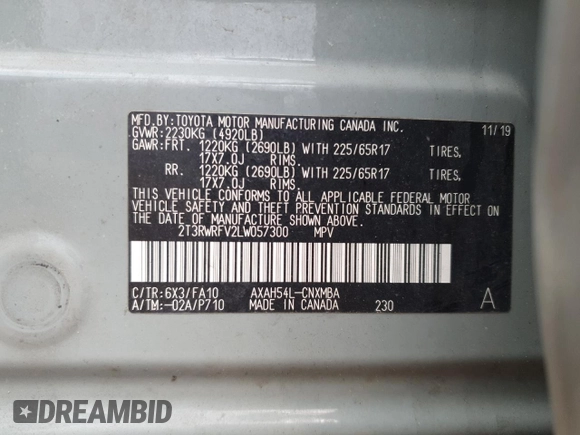 MFD.BY:TOYOTA MOTOR MANUFACTURING CANADA INC. 11/19
GVWR:2230KG (4920LB)
GAWR:FRT. 1220KG (2690LB) WITH 225/65R17 TIRES,
17X7.0J RIMS.
RR. 1220KG (2690LB) WITH 225/65R17 TIRES,
17X7.0J RIMS.
THIS VEHICLE CONFORMS TO ALL APPLICABLE FEDERAL MOTOR
VEHICLE SAFETY AND THEFT PREVENTION STANDARDS IN EFFECT ON
THE DATE OF MANUFACTURE SHOWN ABOVE.
2T3RWRFV2LW057300 MPV
C/TR:6X3/FA10 AXAH54L-CNXMBA A
A/TM:-02A/P710 MADE IN CANADA 230
DREAMBID